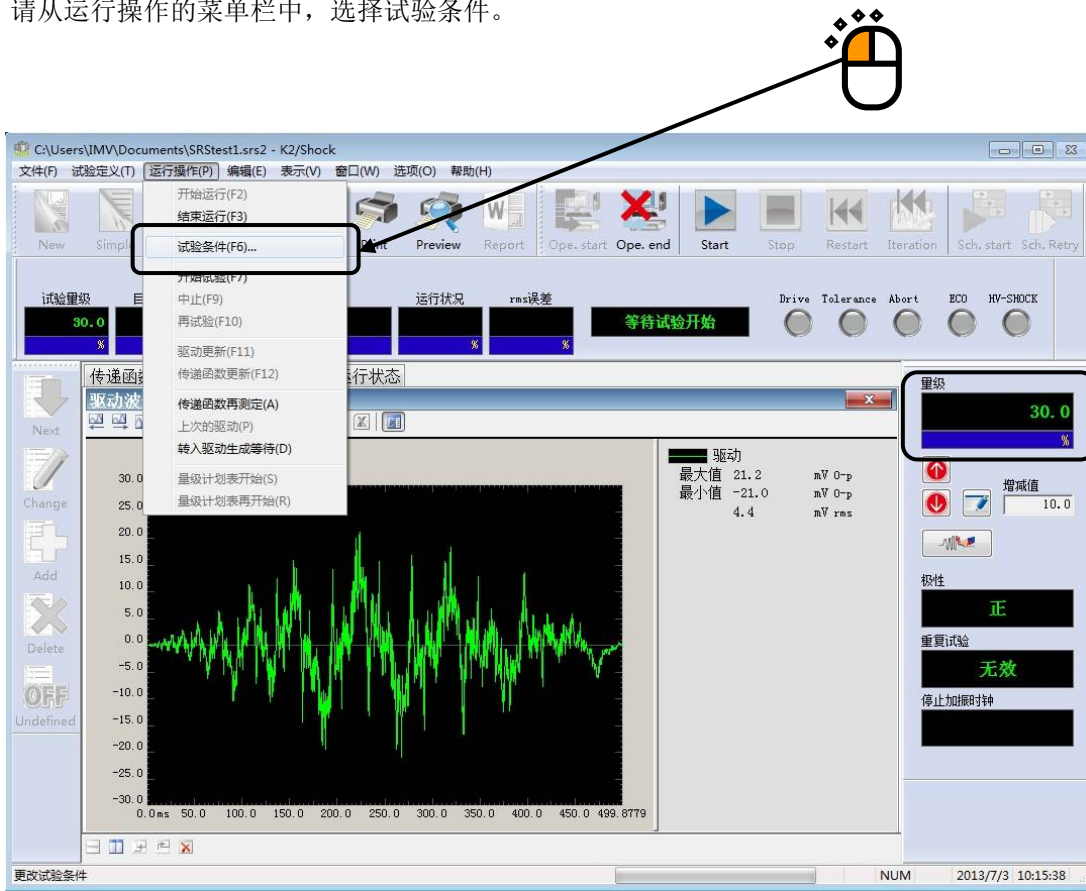 请从运行操作的菜单栏中，选择试验条件。
C:\Users\IMV\Documents\SRStest1.srs2 - K2/Shock
文件(F) 试验定义(T) 运行操作(P) 编辑(E) 表示(V) 窗口(W) 选项(O) 帮助(H)
开始运行(F2)
结束运行(F3)
试验条件(F6)...
开始试验(F7)
中止(F9)
再试验(F10)
驱动更新(F11)
传递函数更新(F12)
传递函数再测定(A)
上次的驱动(P)
转入驱动生成等待(D)
量级计划表开始(S)
量级计划表再开始(R)
New Preview Report Ope. start Ope. end Start Stop Restart Iteration Sch. start Sch. Retry
试验量级 运行状况 rms误差 Drive Tolerance Abort ECO HV-SHOCK
30.0 等待试验开始
% % %
行状态
驱动波
Next
Change
Add
Delete
OFF
Undefined
驱动
最大值 21.2 mV 0-p
最小值 -21.0 mV 0-p
4.4 mV rms
30.0
25.0
20.0
15.0
10.0
5.0
0.0
-5.0
-10.0
-15.0
-20.0
-25.0
-30.0
0.0ms 50.0 100.0 150.0 200.0 250.0 300.0 350.0 400.0 450.0 499.8779
量级
30.0
%
增减值
10.0
极性
正
重复试验
无效
停止加振时钟
更改试验条件 NUM 2013/7/3 10:15:38